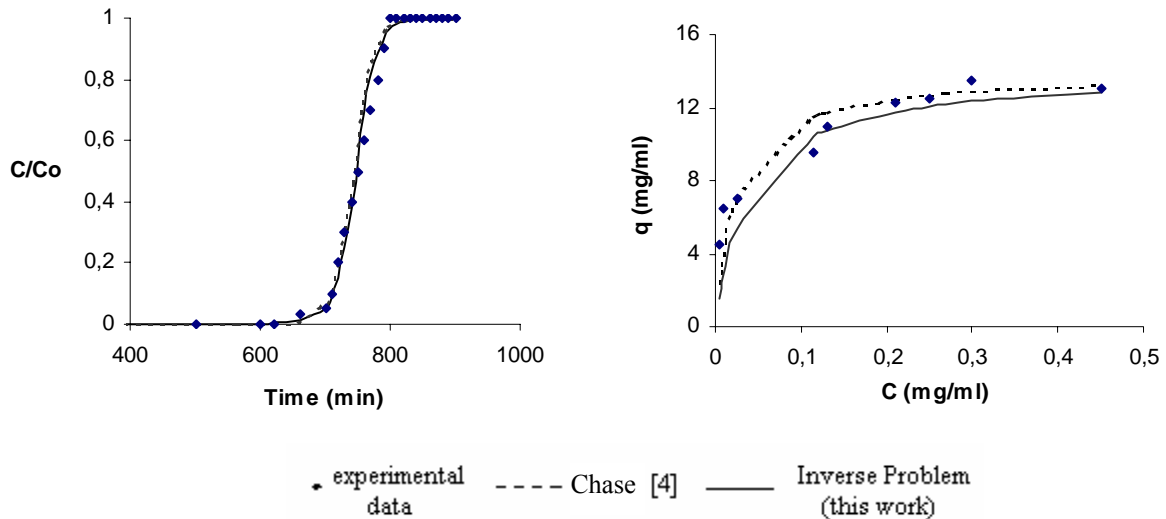 1
0,8
0,6
0,4
0,2
0
C/Co
400 600 800 1000
Time (min)
16
12
8
4
0
q (mg/ml)
0 0,1 0,2 0,3 0,4 0,5
C (mg/ml)
experimental data
Chase [4]
Inverse Problem
(this work)